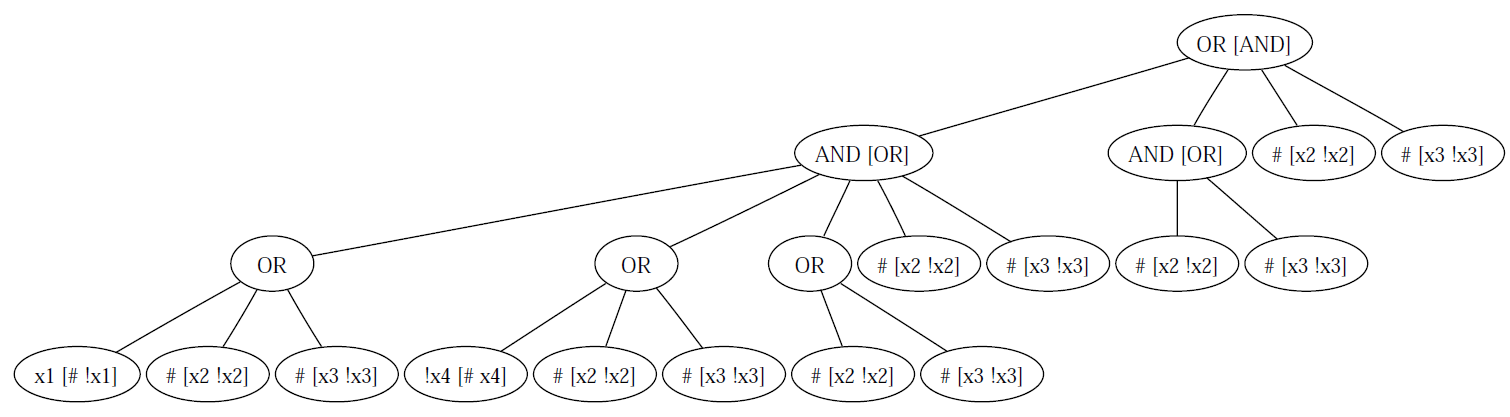 OR [AND]
AND [OR]
AND [OR]
# [x2 !x2]
# [x3 !x3]
OR
OR
OR
# [x2 !x2]
# [x3 !x3]
# [x2 !x2]
# [x3 !x3]
x1 [# !x1]
# [x2 !x2]
# [x3 !x3]
!x4 [# x4]
# [x2 !x2]
# [x3 !x3]
# [x2 !x2]
# [x3 !x3]